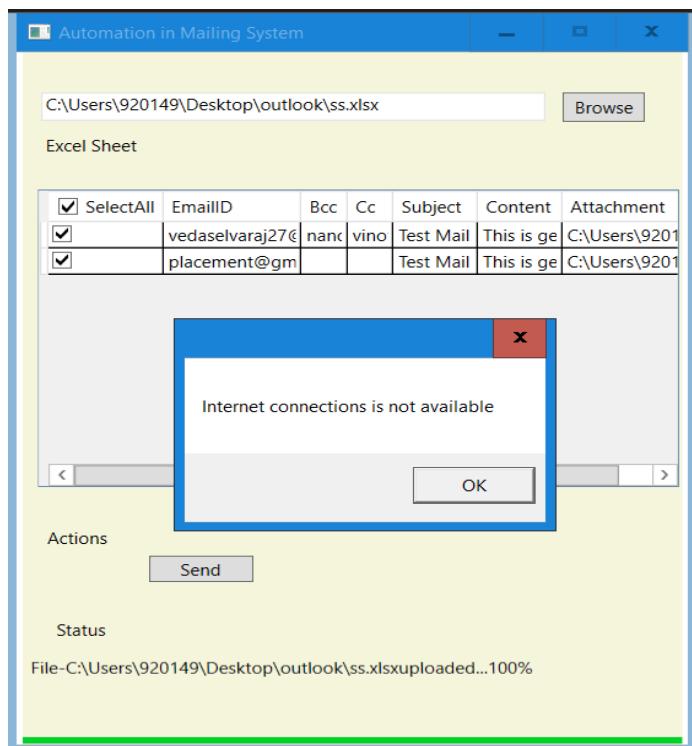 Automation in Mailing System
C:\Users\920149\Desktop\outlook\ss.xlsx Browse
Excel Sheet
SelectAll EmailID Bcc Cc Subject Content Attachment
vedaselvaraj27@ nanc vino Test Mail This is ge C:\Users\9201
placement@gm Test Mail This is ge C:\Users\9201
x
Internet connections is not available
OK
Actions
Send
Status
File-C:\Users\920149\Desktop\outlook\ss.xlsxuploaded...100%